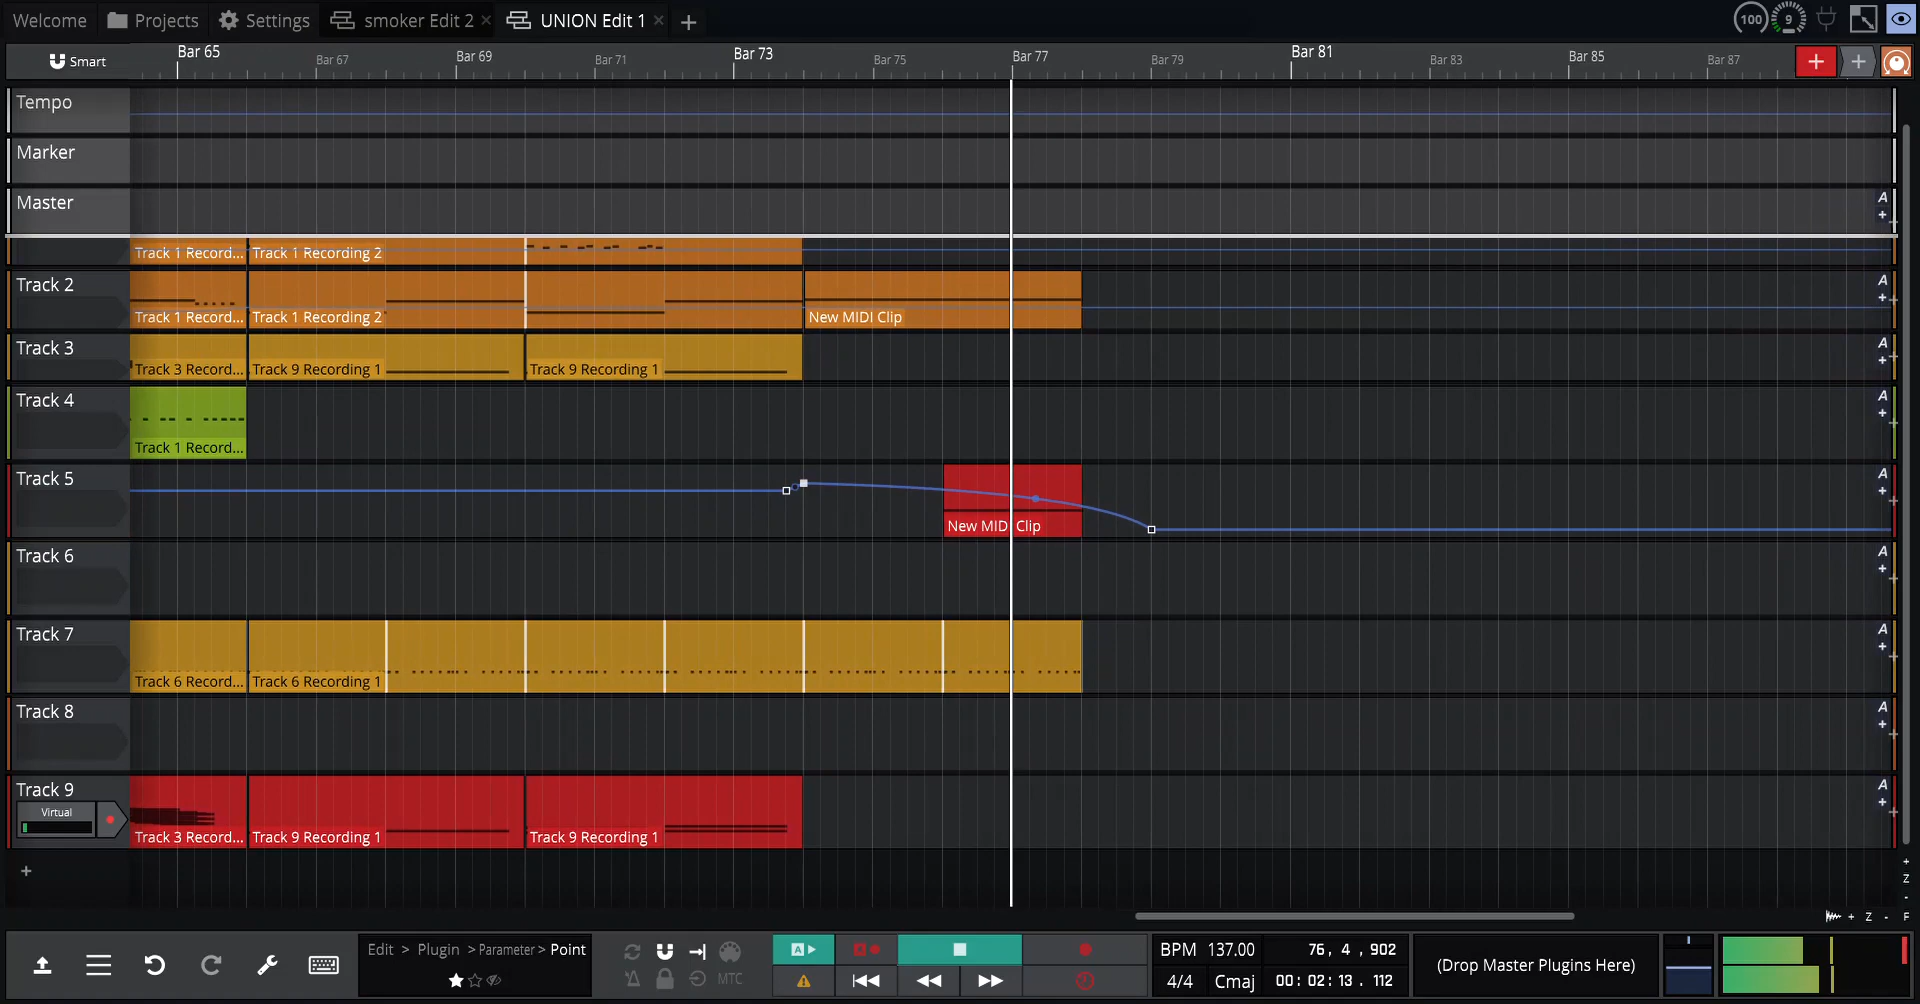 Welcome Projects Settings smoker Edit 2 × UNION Edit 1 × + 100 9
Smart Bar 65 Bar 67 Bar 69 Bar 71 Bar 73 Bar 75 Bar 77 Bar 79 Bar 81 Bar 83 Bar 85 Bar 87 + +
Tempo
Marker
Master
A
+
Track 1 Record... Track 1 Recording 2
Track 2
A
+
Track 1 Record... Track 1 Recording 2 New MIDI Clip
Track 3
A
+
Track 3 Record... Track 9 Recording 1 Track 9 Recording 1
Track 4
A
+
Track 1 Record...
Track 5
A
+
New MIDI Clip
Track 6
A
+
Track 7
A
+
Track 6 Record... Track 6 Recording 1
Track 8
A
+
Track 9
A
+
Virtual
Track 3 Record... Track 9 Recording 1 Track 9 Recording 1
+
+
Z
-
+ Z - F
Edit > Plugin > Parameter > Point
MTC
A A
BPM 137.00 76, 4, 902
4/4 Cmaj 00:02:13. 112
(Drop Master Plugins Here)